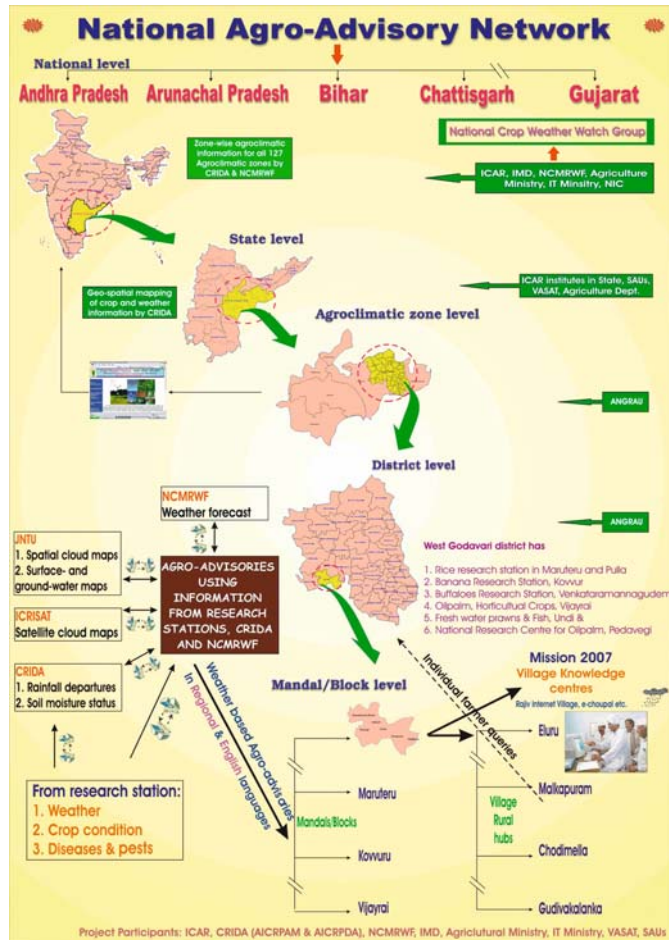 National Agro-Advisory Network
National level
Andhra Pradesh
Arunachal Pradesh
Bihar
Chattisgarh
Gujarat
National Crop Weather Watch Group
Zone-wise agroclimatic
information for all 127
Agroclimatic zones by
CRIDA & NCMRWF
ICAR, IMD, NCMRWF, Agriculture
Ministry, IT Minsitry, NIC
State level
Geo-spatial mapping
of crop and weather
information by CRIDA
ICAR institutes in State, SAUs,
VASAT, Agriculture Dept.
Agroclimatic zone level
ANGRAU
District level
ANGRAU
NCMRWF
Weather forecast
JNTU
1. Spatial cloud maps
2. Surface- and
ground-water maps
ICRISAT
Satellite cloud maps
CRIDA
1. Rainfall departures
2. Soil moisture status
AGRO-ADVISORIES
USING
INFORMATION
FROM RESEARCH
STATIONS, CRIDA
AND NCMRWF
West Godavari district has
1. Rice research station in Maruteru and Pulla
2. Banana Research Station, Kovvur
3. Buffaloes Research Station, Venkataramannagudem
4. Oilpalm, Horticultural Crops, Vijayrai
5. Fresh water prawns & Fish, Undi &
6. National Research Centre for Oilpalm, Pedavegi
Mandal/Block level
Individual farmer queries
Mission 2007
Village Knowledge
centres
Rajiv Internet Village, e-choupal etc.
Weather based Agro-advisaries
in Regional & English
languages
From research station:
1. Weather
2. Crop condition
3. Diseases & pests
Mandals/Blocks
Maruteru
Kovvuru
Vijayrai
Village
Rural
hubs
Eluru
Malkapuram
Chodimella
Gudivakalanka
Project Participants: ICAR, CRIDA (AICRPAM & AICRPDA), NCMRWF, IMD, Agriclutural Ministry, IT Ministry, VASAT, SAUs